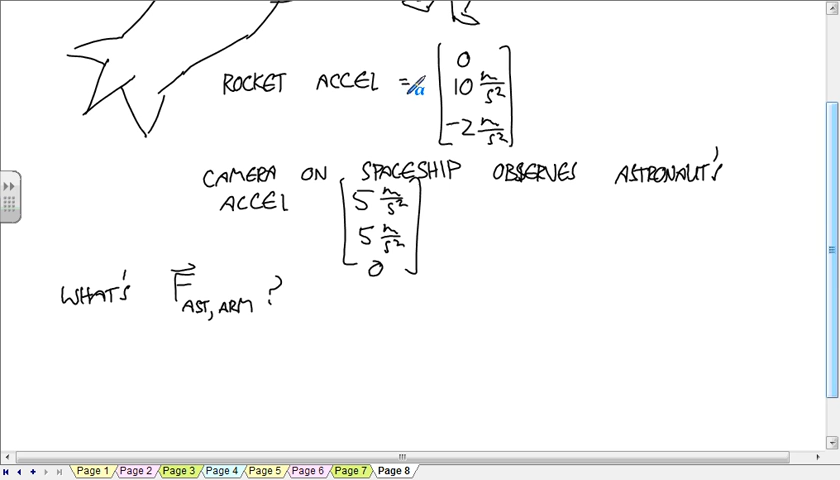 ROCKET ACCEL = a [0
10 m/s²
-2 m/s²]
CAMERA ON SPACESHIP OBSERVES ASTRONAUT'S
ACCEL [5 m/s²
5 m/s²
0]
WHAT'S F⃗ AST, ARM ?
Page 1 Page 2 Page 3 Page 4 Page 5 Page 6 Page 7 Page 8